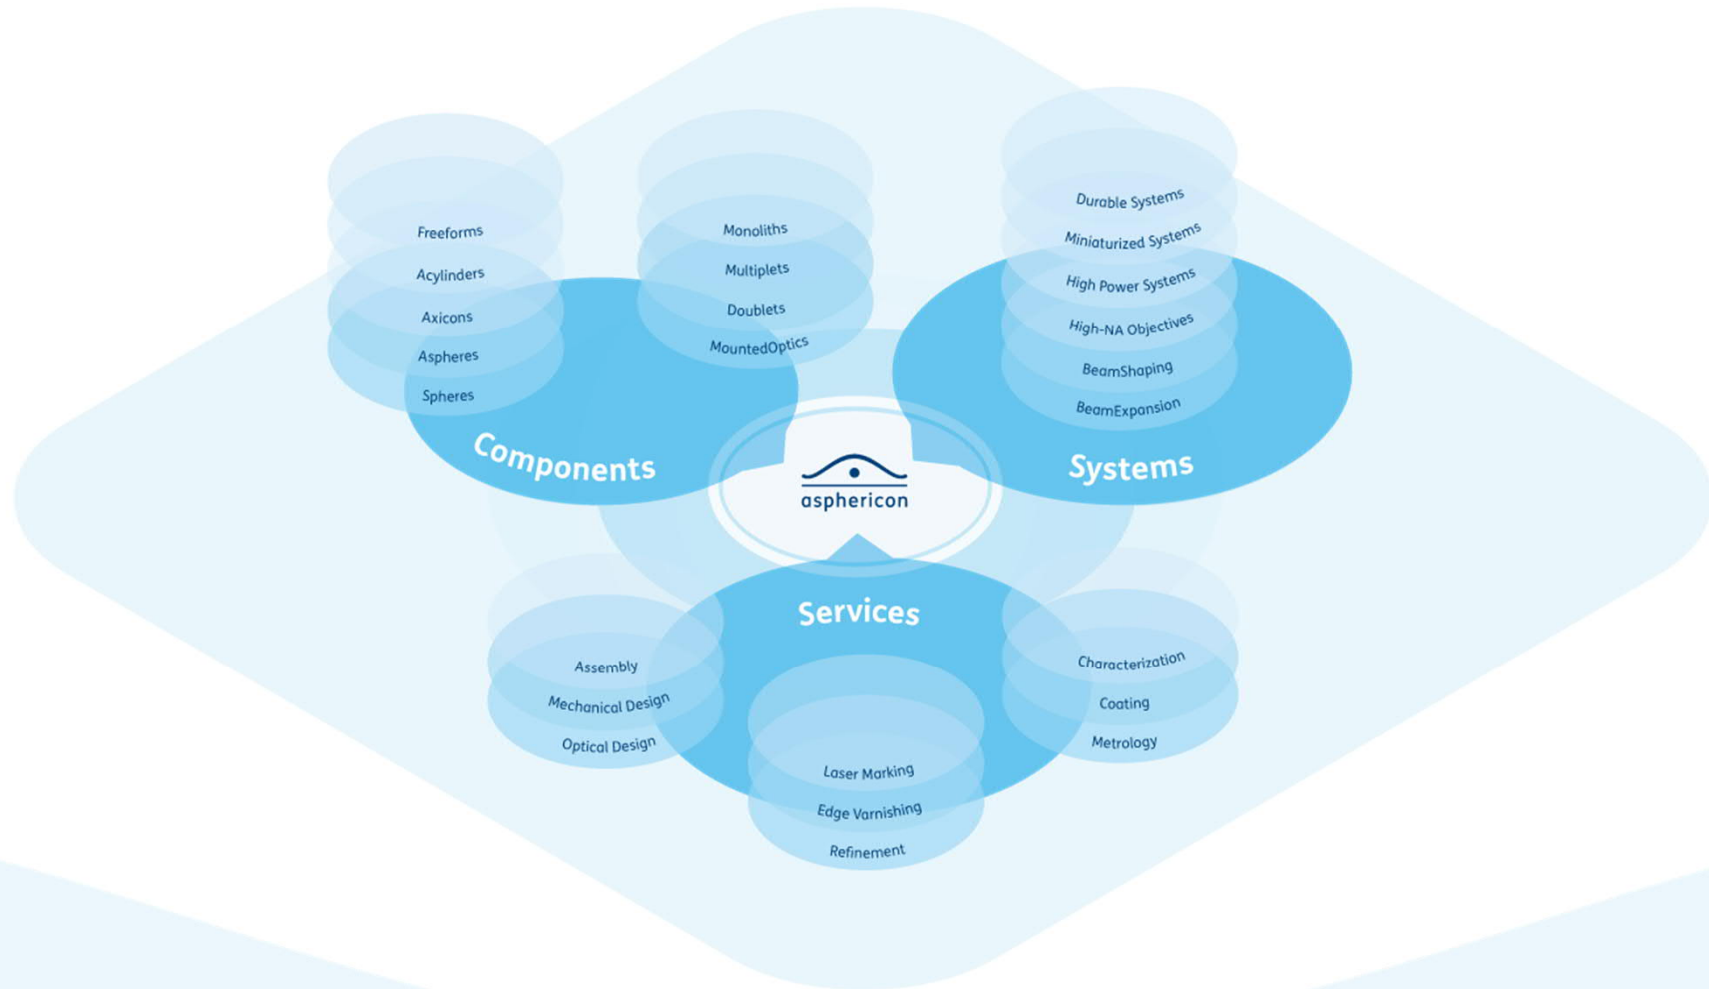 Freeforms
Acylinders
Axicons
Aspheres
Spheres
Monoliths
Multiplets
Doublets
MountedOptics
Components
Durable Systems
Miniaturized Systems
High Power Systems
High-NA Objectives
BeamShaping
BeamExpansion
Systems
asphericon
Services
Assembly
Mechanical Design
Optical Design
Laser Marking
Edge Varnishing
Refinement
Characterization
Coating
Metrology